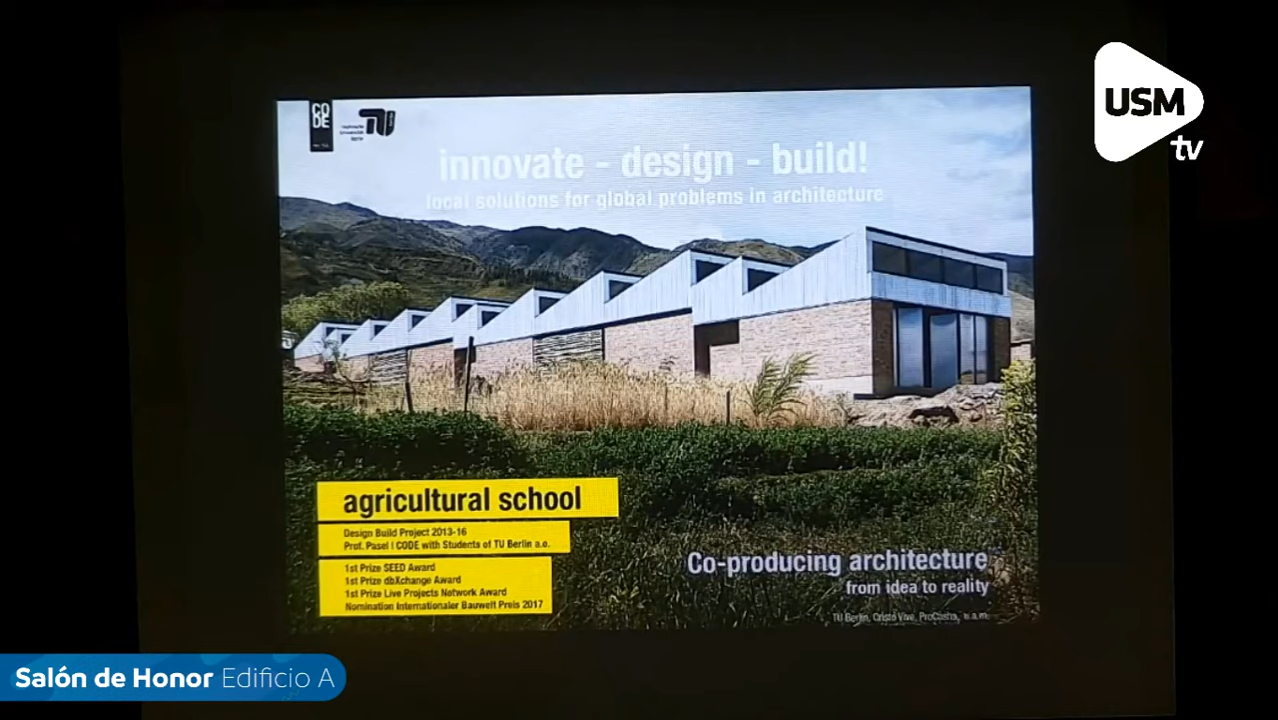 CO
DE
USM
tv
innovate - design - build!
local solutions for global problems in architecture
agricultural school
Design Build Project 2013-16
Prof. Pasel I CODE with Students of TU Berlin a.o.
1st Prize SEED Award
1st Prize dbXchange Award
1st Prize Live Projects Network Award
Nomination Internationaler Bauwelt Preis 2017
Co-producing architecture
from idea to reality
TU Berlin, Cristo Vive, ProCasha, u.a.m.
Salón de Honor Edificio A